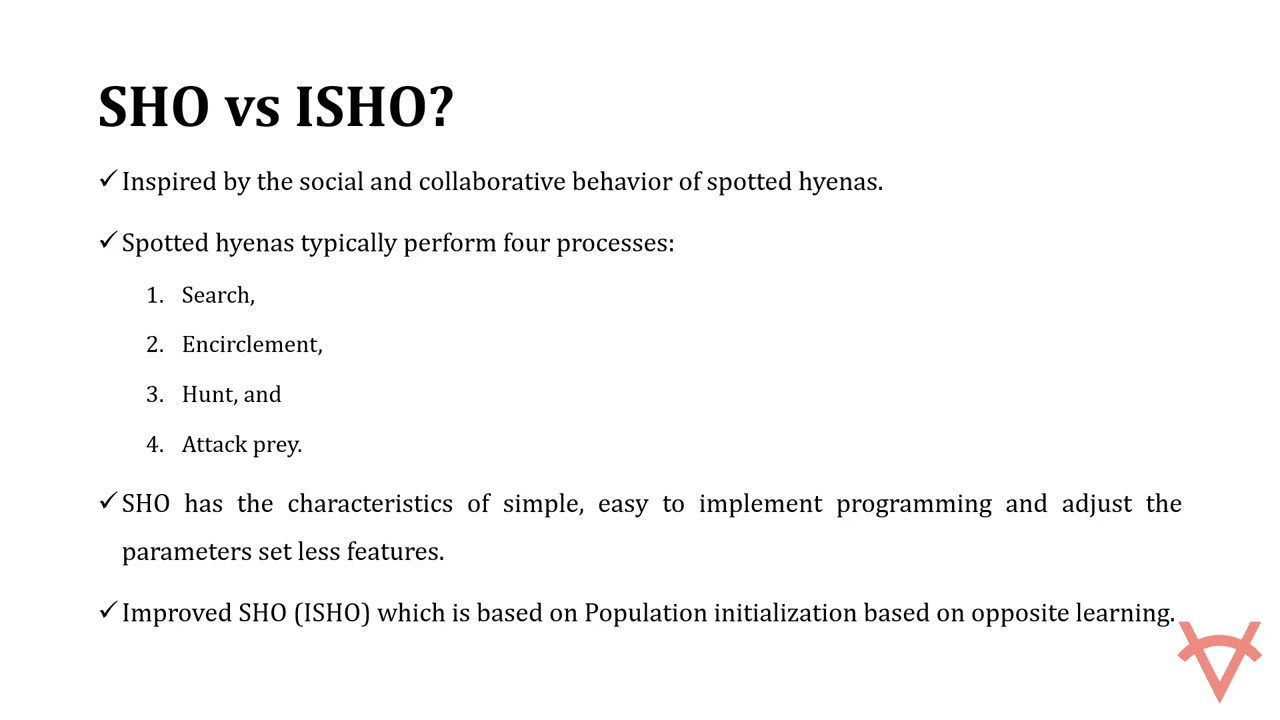 SHO vs ISHO?
✓Inspired by the social and collaborative behavior of spotted hyenas.
✓Spotted hyenas typically perform four processes:
1. Search,
2. Encirclement,
3. Hunt, and
4. Attack prey.
✓SHO has the characteristics of simple, easy to implement programming and adjust the
parameters set less features.
✓Improved SHO (ISHO) which is based on Population initialization based on opposite learning.